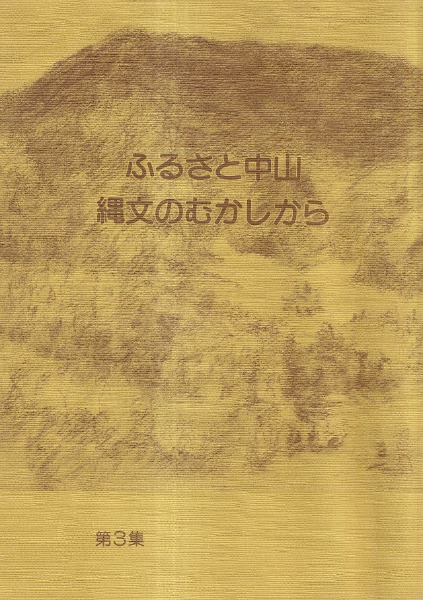 ふるさと中山
縄文のむかしから
第3集